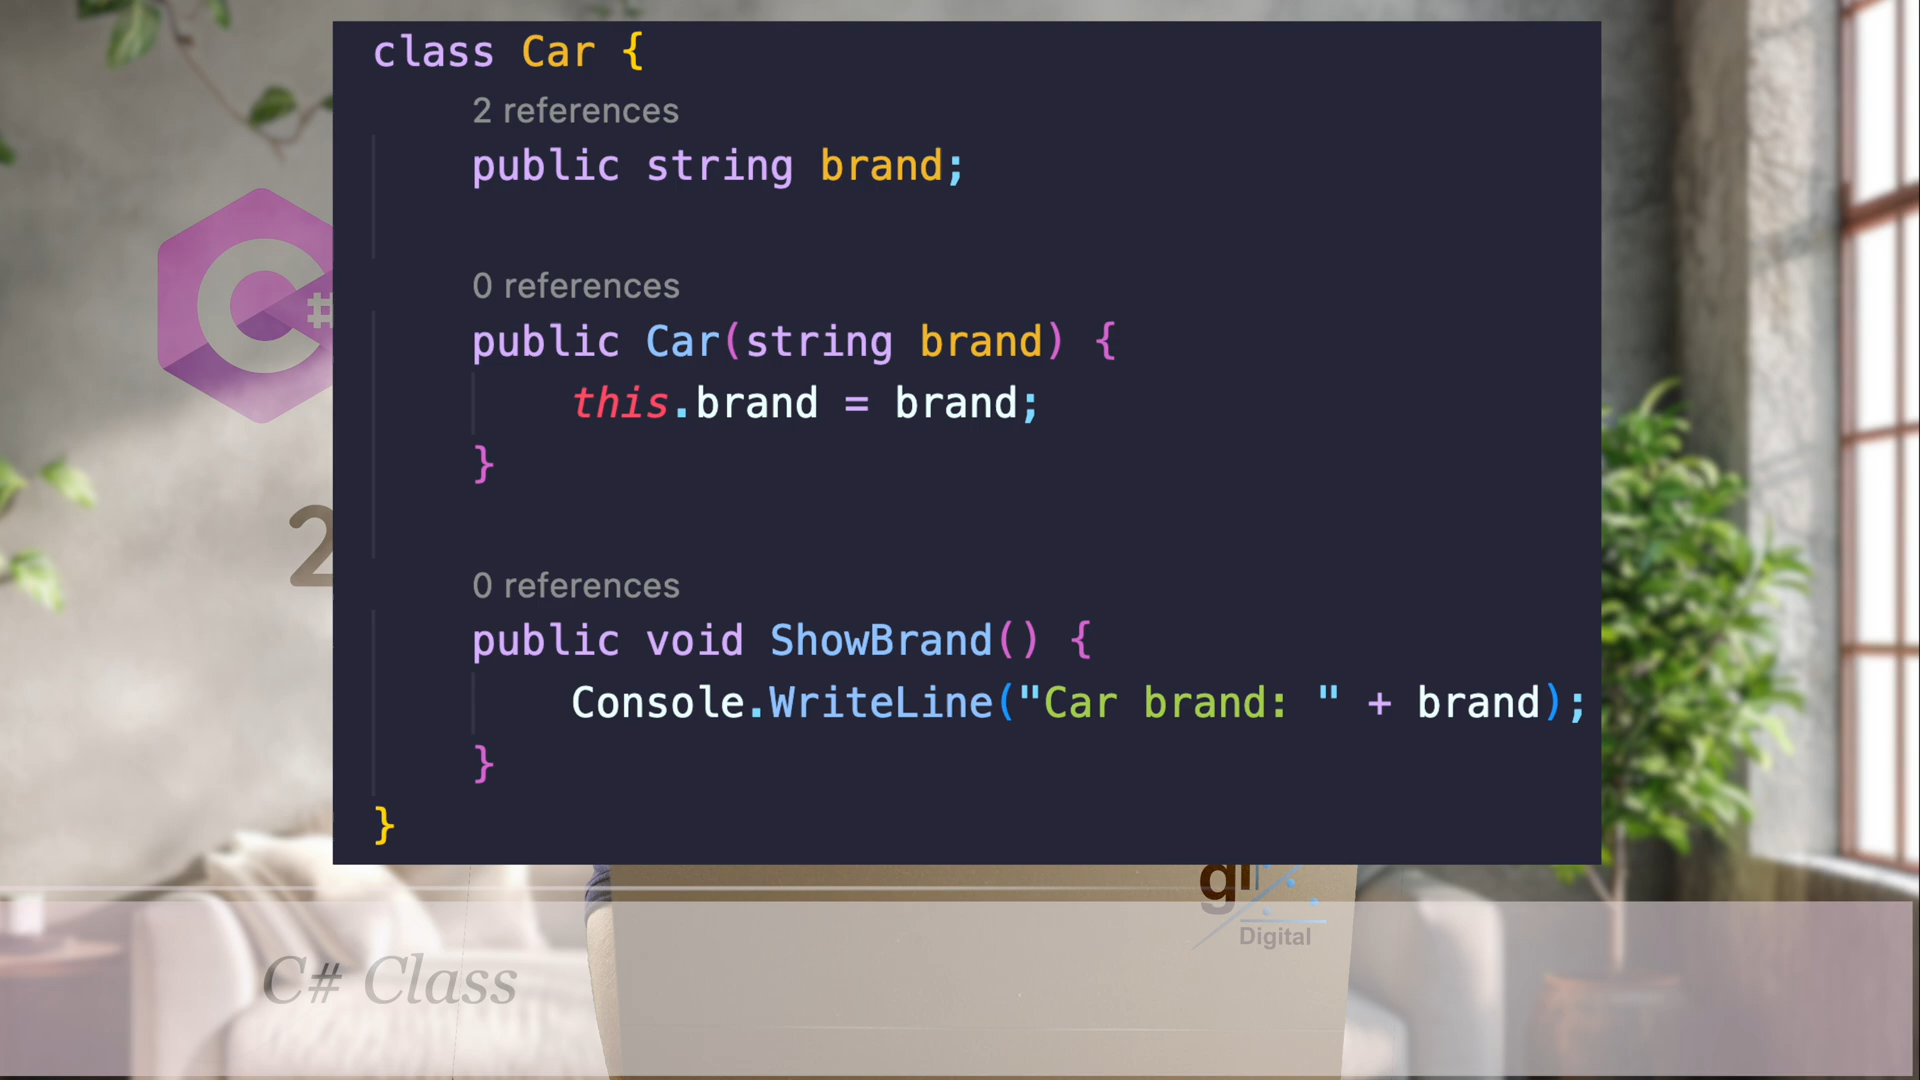 class Car {
2 references
public string brand;
0 references
public Car(string brand) {
this.brand = brand;
}
0 references
public void ShowBrand() {
Console.WriteLine("Car brand: " + brand);
}
}
C#
2
Digital
C# Class